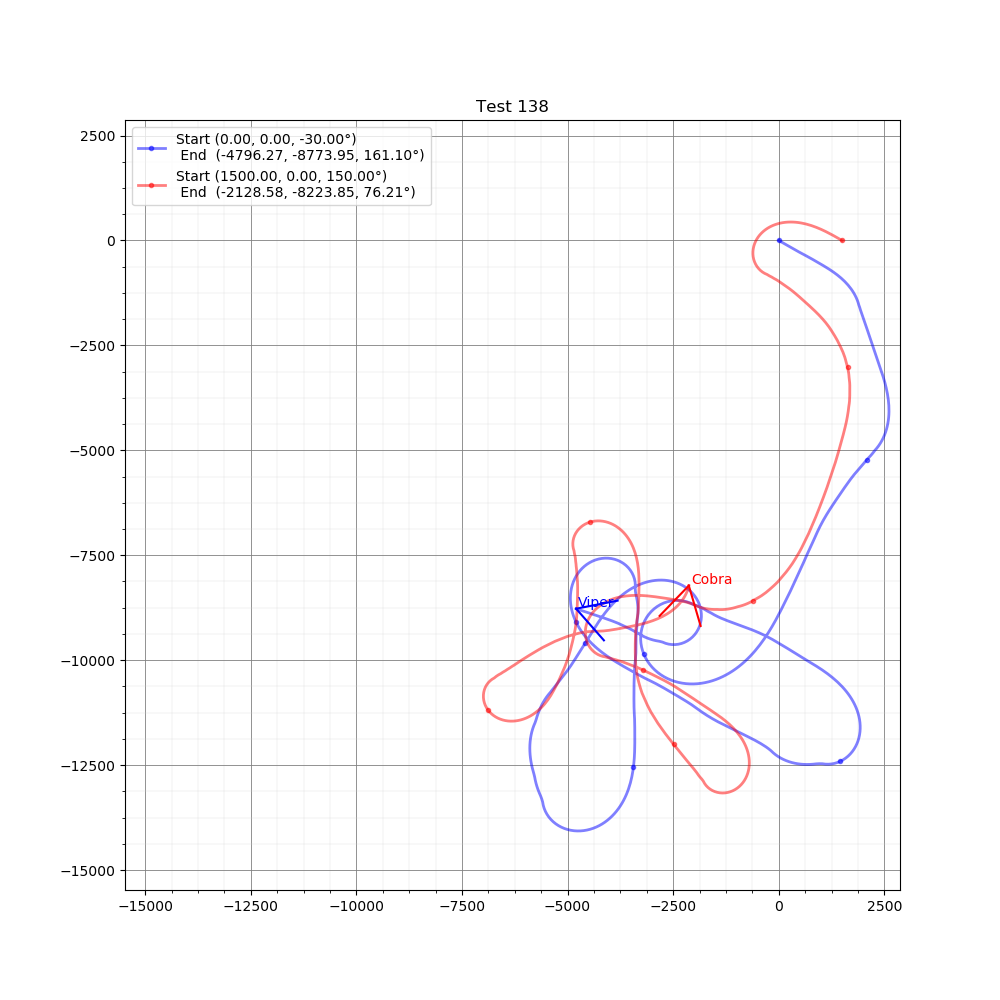 Test 138
Start (0.00, 0.00, -30.00°)
End (-4796.27, -8773.95, 161.10°)
Start (1500.00, 0.00, 150.00°)
End (-2128.58, -8223.85, 76.21°)
2500
0
−2500
−5000
−7500
−10000
−12500
−15000
Cobra
Viper
−15000 −12500 −10000 −7500 −5000 −2500 0 2500